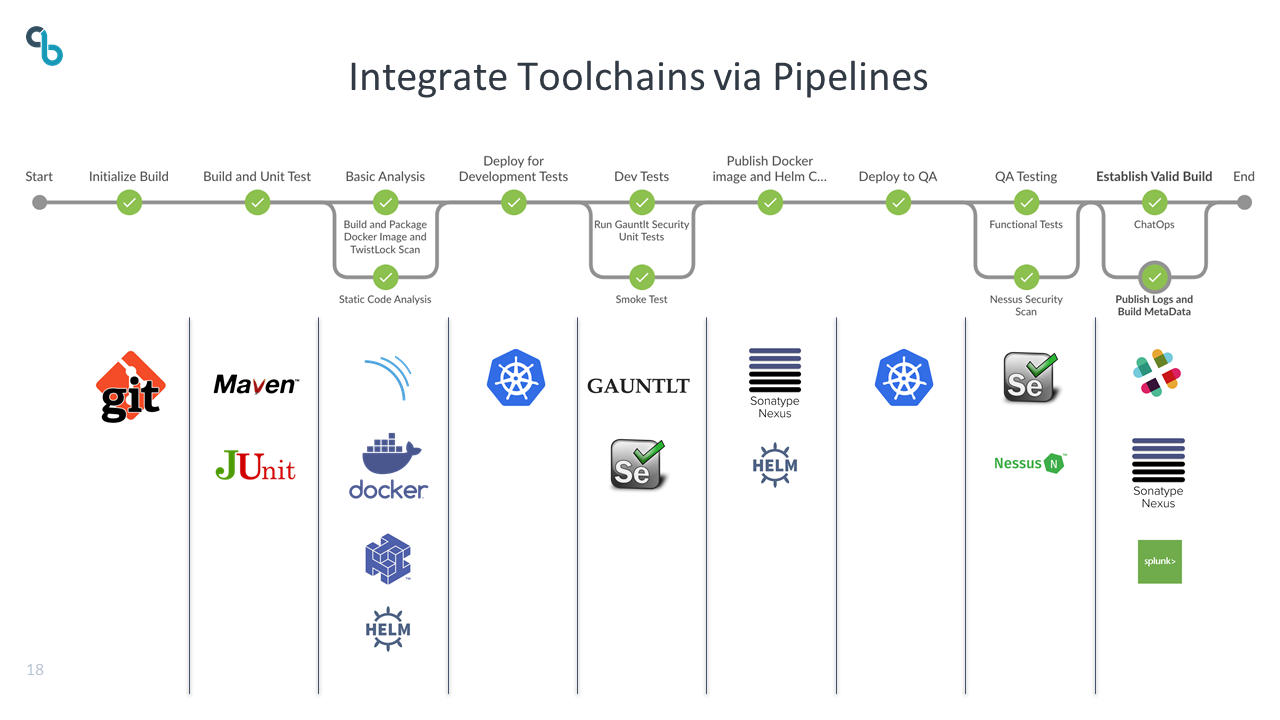 Integrate Toolchains via Pipelines
Start
Initialize Build
Build and Unit Test
Basic Analysis
Deploy for
Development Tests
Dev Tests
Publish Docker
image and Helm C...
Deploy to QA
QA Testing
Establish Valid Build
End
Build and Package
Docker Image and
TwistLock Scan
Run Gauntlt Security
Unit Tests
Functional Tests
ChatOps
Static Code Analysis
Smoke Test
Nessus Security
Scan
Publish Logs and
Build MetaData
git
Maven™
JUnit
docker
HELM
GAUNTLT
Se
Sonatype
Nexus
HELM
Se
Nessus N™
Sonatype
Nexus
splunk>
18